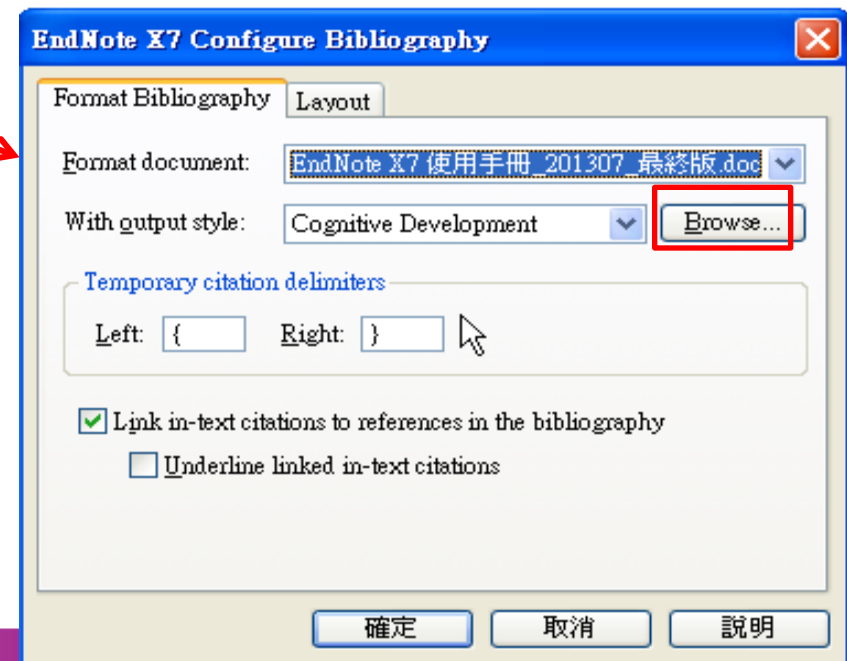 EndNote X7 Configure Bibliography
Format Bibliography Layout
Format document: EndNote X7 使用手冊_201307_最終版.doc
With output style: Cognitive Development Browse...
Temporary citation delimiters
Left: { Right: }
Link in-text citations to references in the bibliography
Underline linked in-text citations
確定 取消 說明